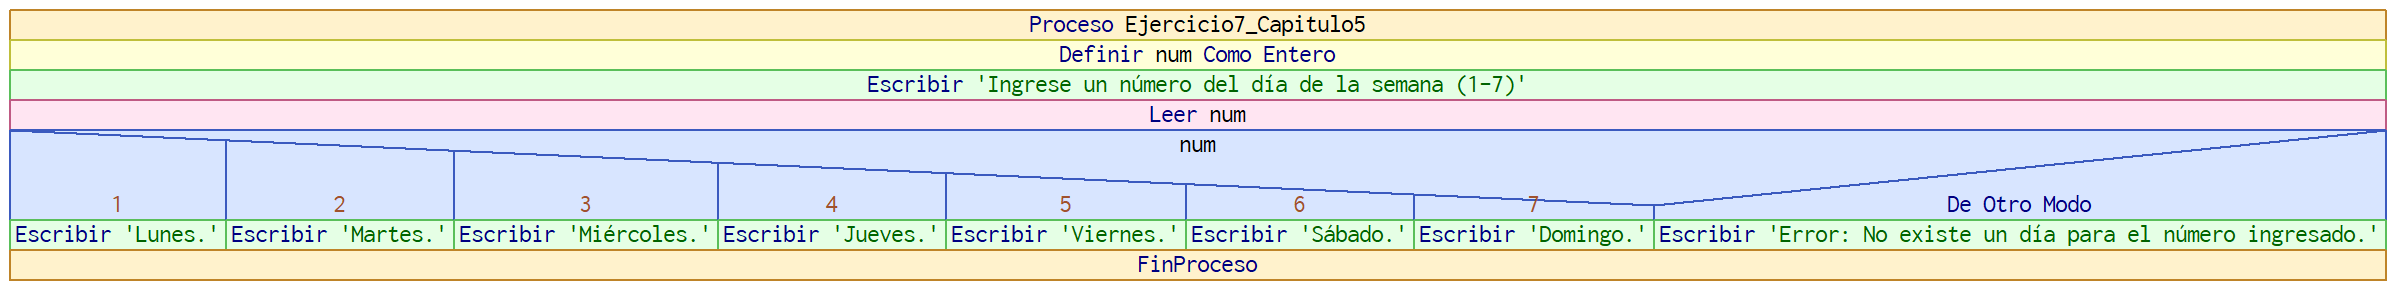 Proceso Ejercicio7_Capitulo5
Definir num Como Entero
Escribir 'Ingrese un número del día de la semana (1-7)'
Leer num
num
1 2 3 4 5 6 7 De Otro Modo
Escribir 'Lunes.' Escribir 'Martes.' Escribir 'Miércoles.' Escribir 'Jueves.' Escribir 'Viernes.' Escribir 'Sábado.' Escribir 'Domingo.' Escribir 'Error: No existe un día para el número ingresado.'
FinProceso